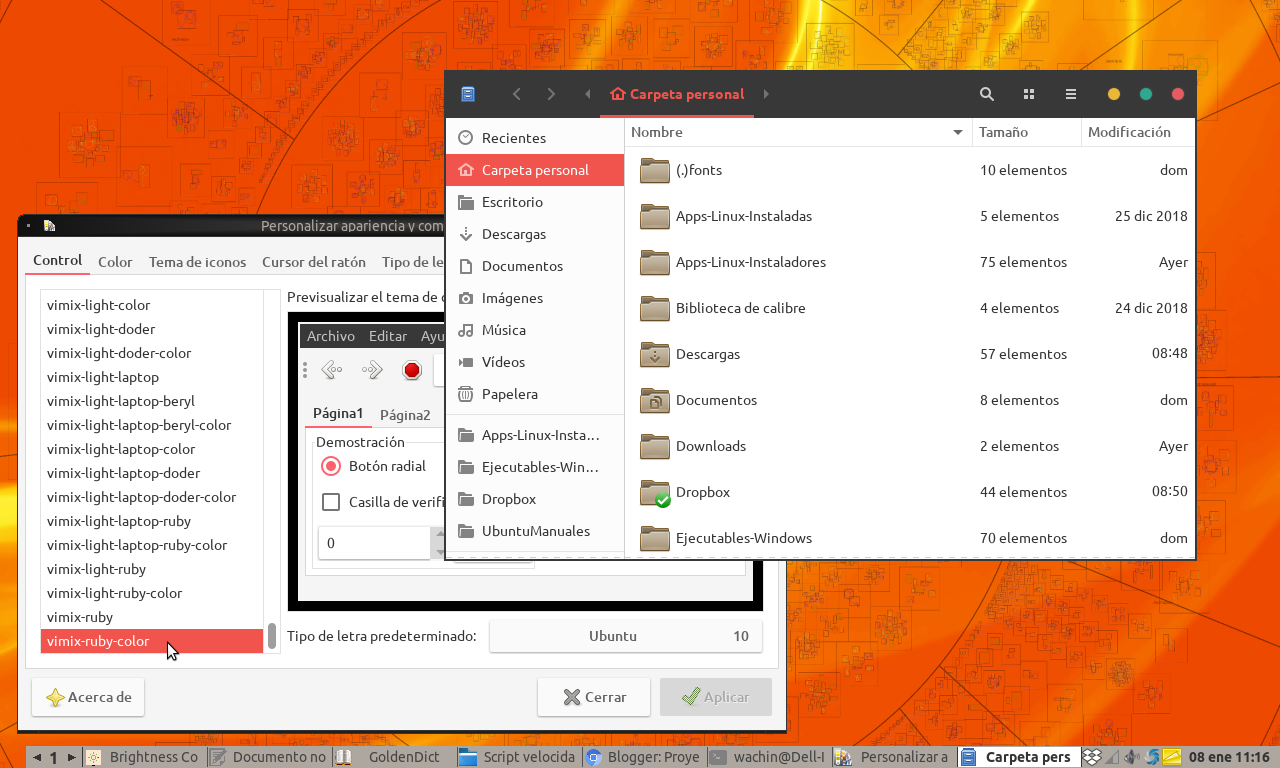 Carpeta personal
Recientes
Carpeta personal
Escritorio
Descargas
Documentos
Imágenes
Música
Vídeos
Papelera
Apps-Linux-Insta...
Ejecutables-Win...
Dropbox
UbuntuManuales
Nombre Tamaño Modificación
(.)fonts 10 elementos dom
Apps-Linux-Instaladas 5 elementos 25 dic 2018
Apps-Linux-Instaladores 75 elementos Ayer
Biblioteca de calibre 4 elementos 24 dic 2018
Descargas 57 elementos 08:48
Documentos 8 elementos dom
Downloads 2 elementos Ayer
Dropbox 44 elementos 08:50
Ejecutables-Windows 70 elementos dom
Personalizar apariencia y com
Control Color Tema de iconos Cursor del ratón Tipo de le
vimix-light-color
vimix-light-doder
vimix-light-doder-color
vimix-light-laptop
vimix-light-laptop-beryl
vimix-light-laptop-beryl-color
vimix-light-laptop-color
vimix-light-laptop-doder
vimix-light-laptop-doder-color
vimix-light-laptop-ruby
vimix-light-laptop-ruby-color
vimix-light-ruby
vimix-light-ruby-color
vimix-ruby
vimix-ruby-color
Previsualizar el tema de c
Archivo Editar Ayu
Página1 Página2
Demostración
Botón radial
Casilla de verifi
0
Tipo de letra predeterminado: Ubuntu 10
Acerca de Cerrar Aplicar
1 Brightness Co Documento no GoldenDict Script velocida Blogger: Proye wachin@Dell-I Personalizar a Carpeta pers 08 ene 11:16